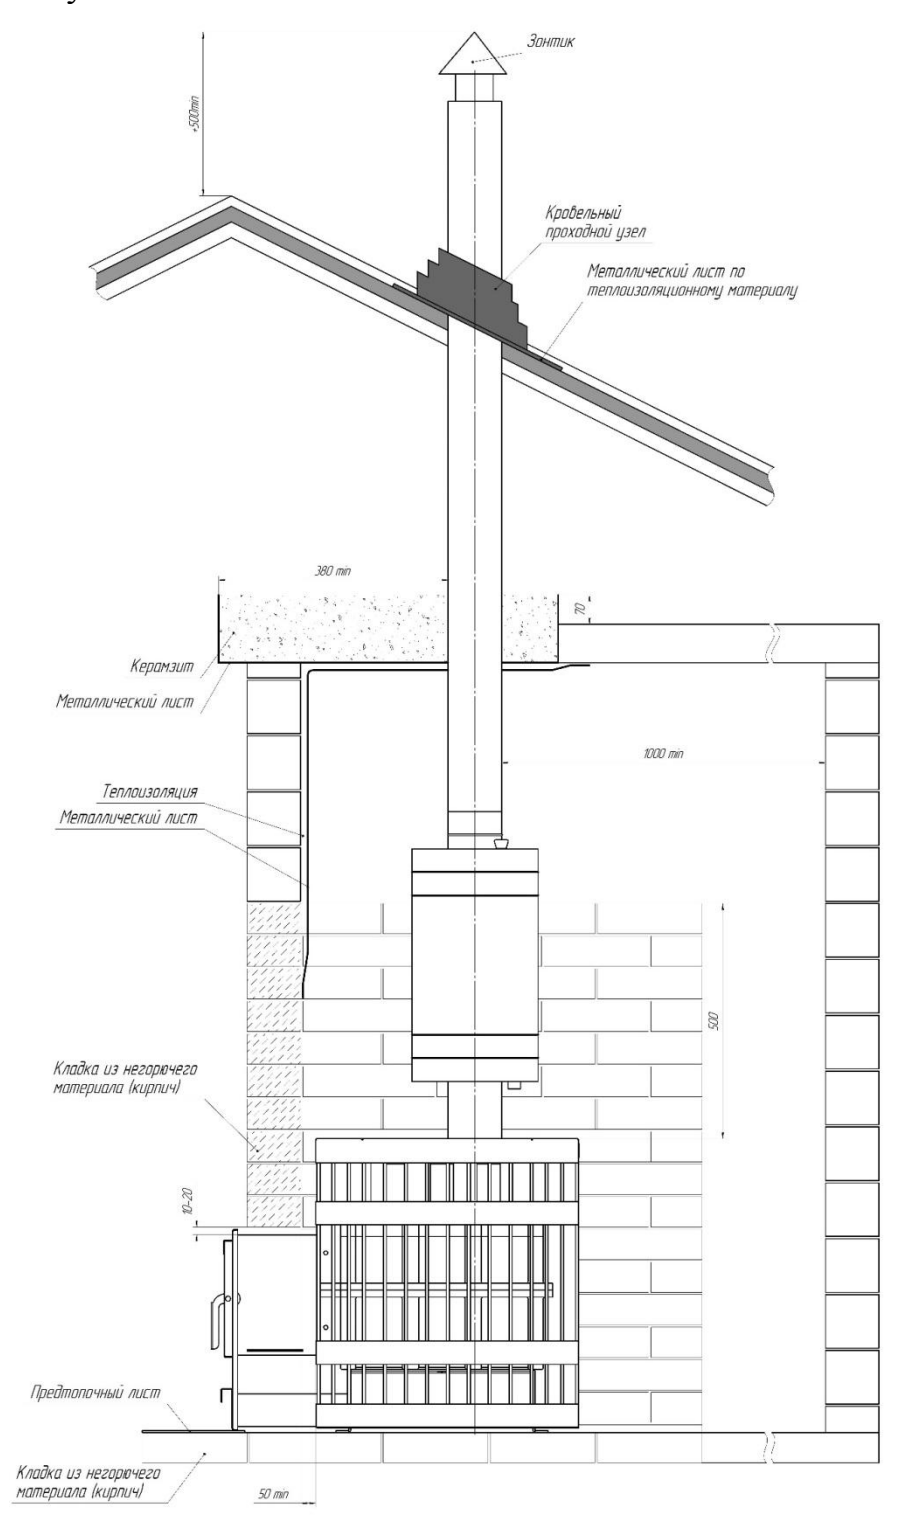 Зонтик
+500min
Кровельный
проходной узел
Металлический лист по
теплоизоляционному материалу
380 min
70
Керамзит
Металлический лист
1000 min
Теплоизоляция
Металлический лист
500
Кладка из негорючего
материала (кирпич)
10-20
Предтопочный лист
Кладка из негорючего
материала (кирпич)
50 min